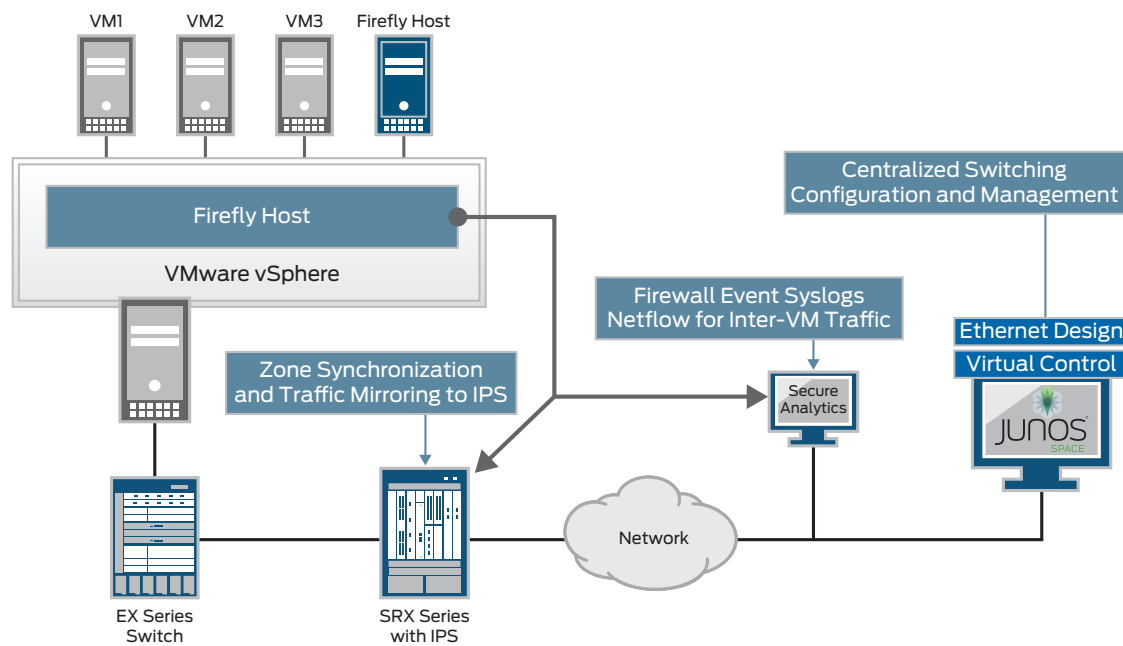 VM1
VM2
VM3
Firefly Host
Firefly Host
VMware vSphere
Centralized Switching
Configuration and Management
Firewall Event Syslogs
Netflow for Inter-VM Traffic
Ethernet Design
Virtual Control
Zone Synchronization
and Traffic Mirroring to IPS
Secure
Analytics
JUNOS®
SPACE
Network
EX Series
Switch
SRX Series
with IPS